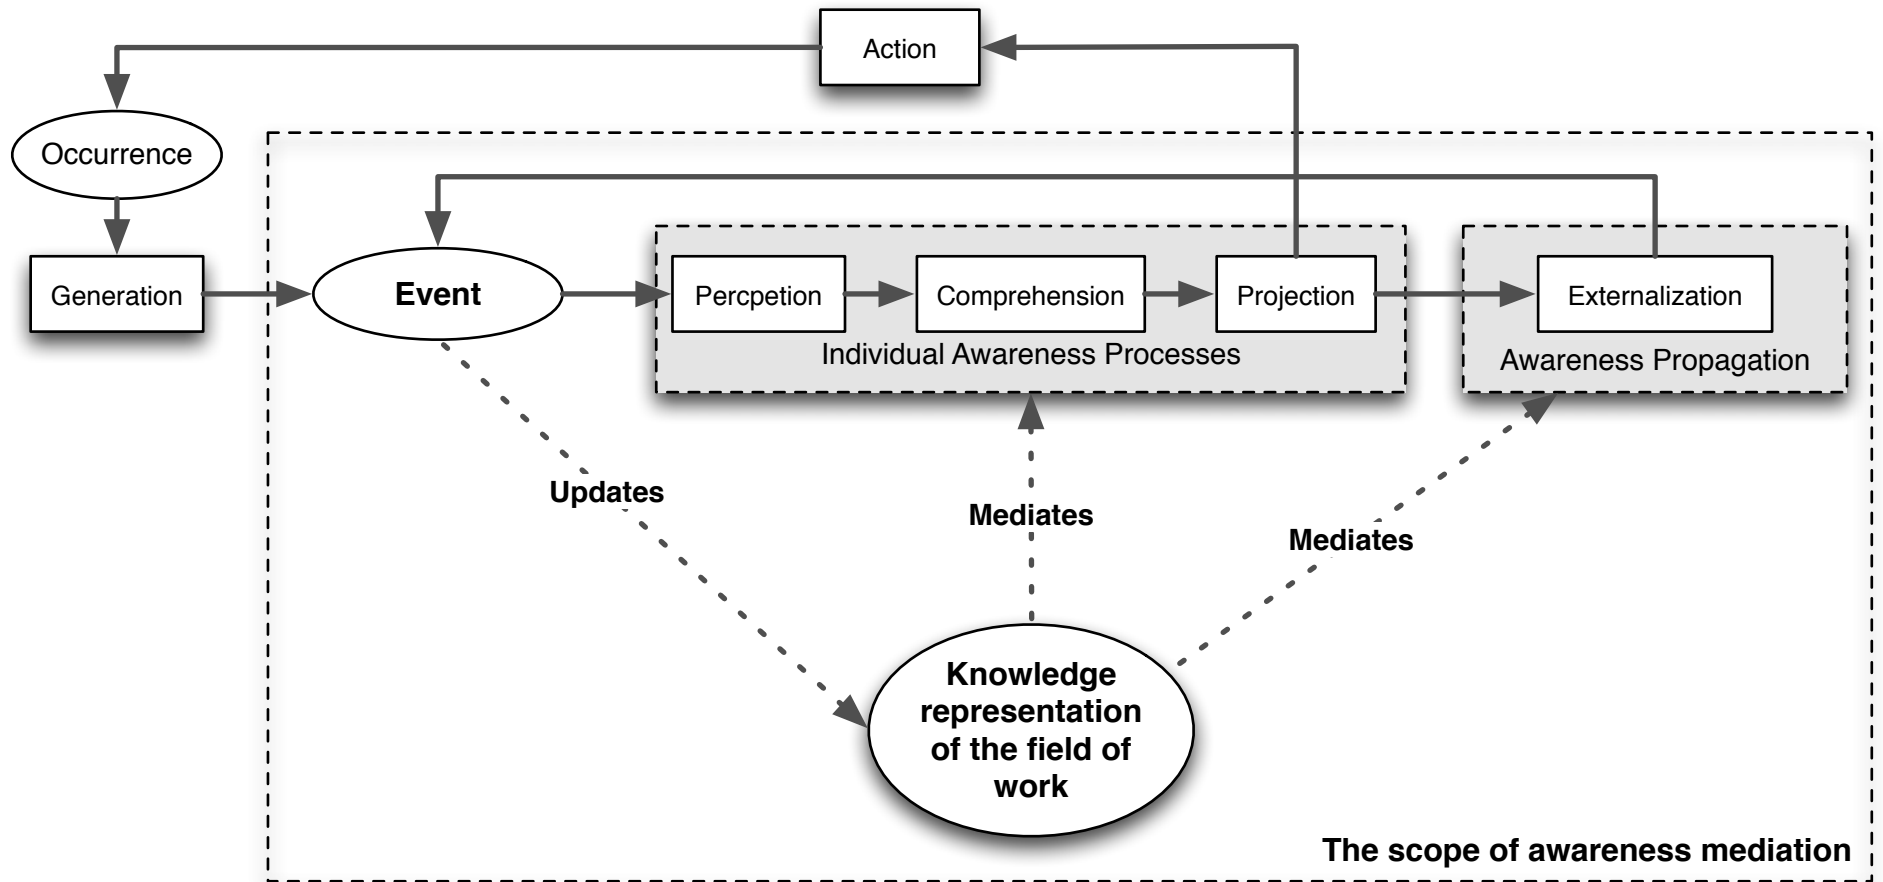 Action
Occurrence
Generation
Event
Percpetion
Comprehension
Projection
Externalization
Individual Awareness Processes
Awareness Propagation
Updates
Mediates
Mediates
Knowledge
representation
of the field of
work
The scope of awareness mediation